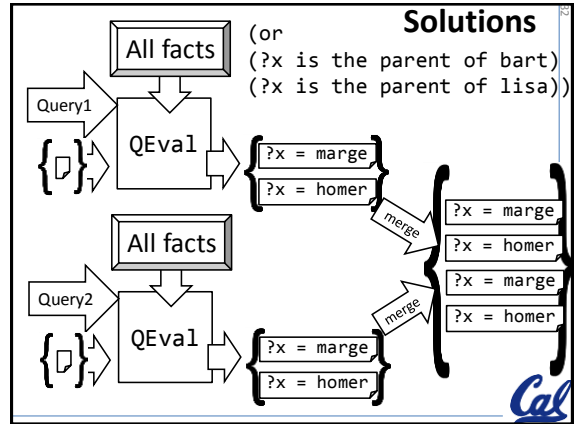 Solutions
32
(or
(?x is the parent of bart)
(?x is the parent of lisa))
All facts
Query1
QEval
?x = marge
?x = homer
merge
?x = marge
?x = homer
?x = marge
?x = homer
All facts
Query2
QEval
?x = marge
?x = homer
merge
Cal